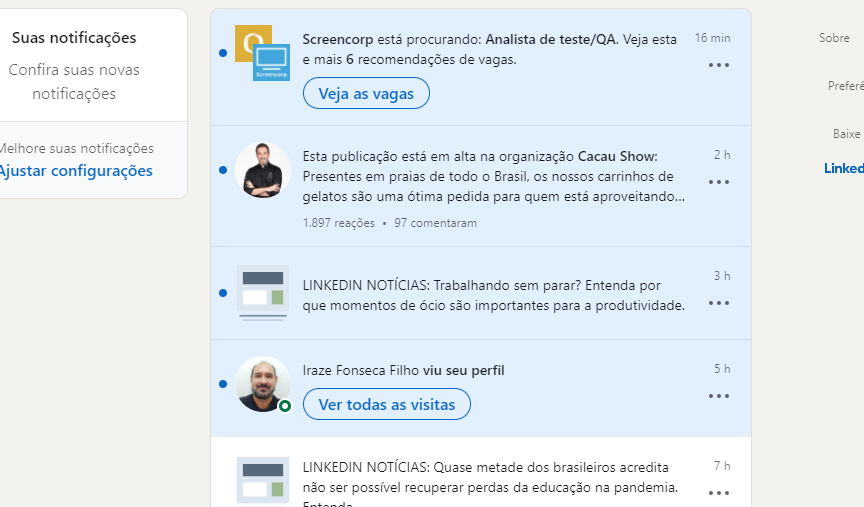 Suas notificações
Confira suas novas
notificações
Melhore suas notificações
Ajustar configurações
Screencorp
Screencorp está procurando: Analista de teste/QA. Veja esta
e mais 6 recomendações de vagas.
16 min
Veja as vagas
Esta publicação está em alta na organização Cacau Show:
Presentes em praias de todo o Brasil, os nossos carrinhos de
gelatos são uma ótima pedida para quem está aproveitando...
2 h
1.897 reações • 97 comentaram
LINKEDIN NOTÍCIAS: Trabalhando sem parar? Entenda por
que momentos de ócio são importantes para a produtividade.
3 h
Iraze Fonseca Filho viu seu perfil
5 h
Ver todas as visitas
LINKEDIN NOTÍCIAS: Quase metade dos brasileiros acredita
não ser possível recuperar perdas da educação na pandemia.
Entenda
7 h
Sobre
Preferê
Baixe
Linked